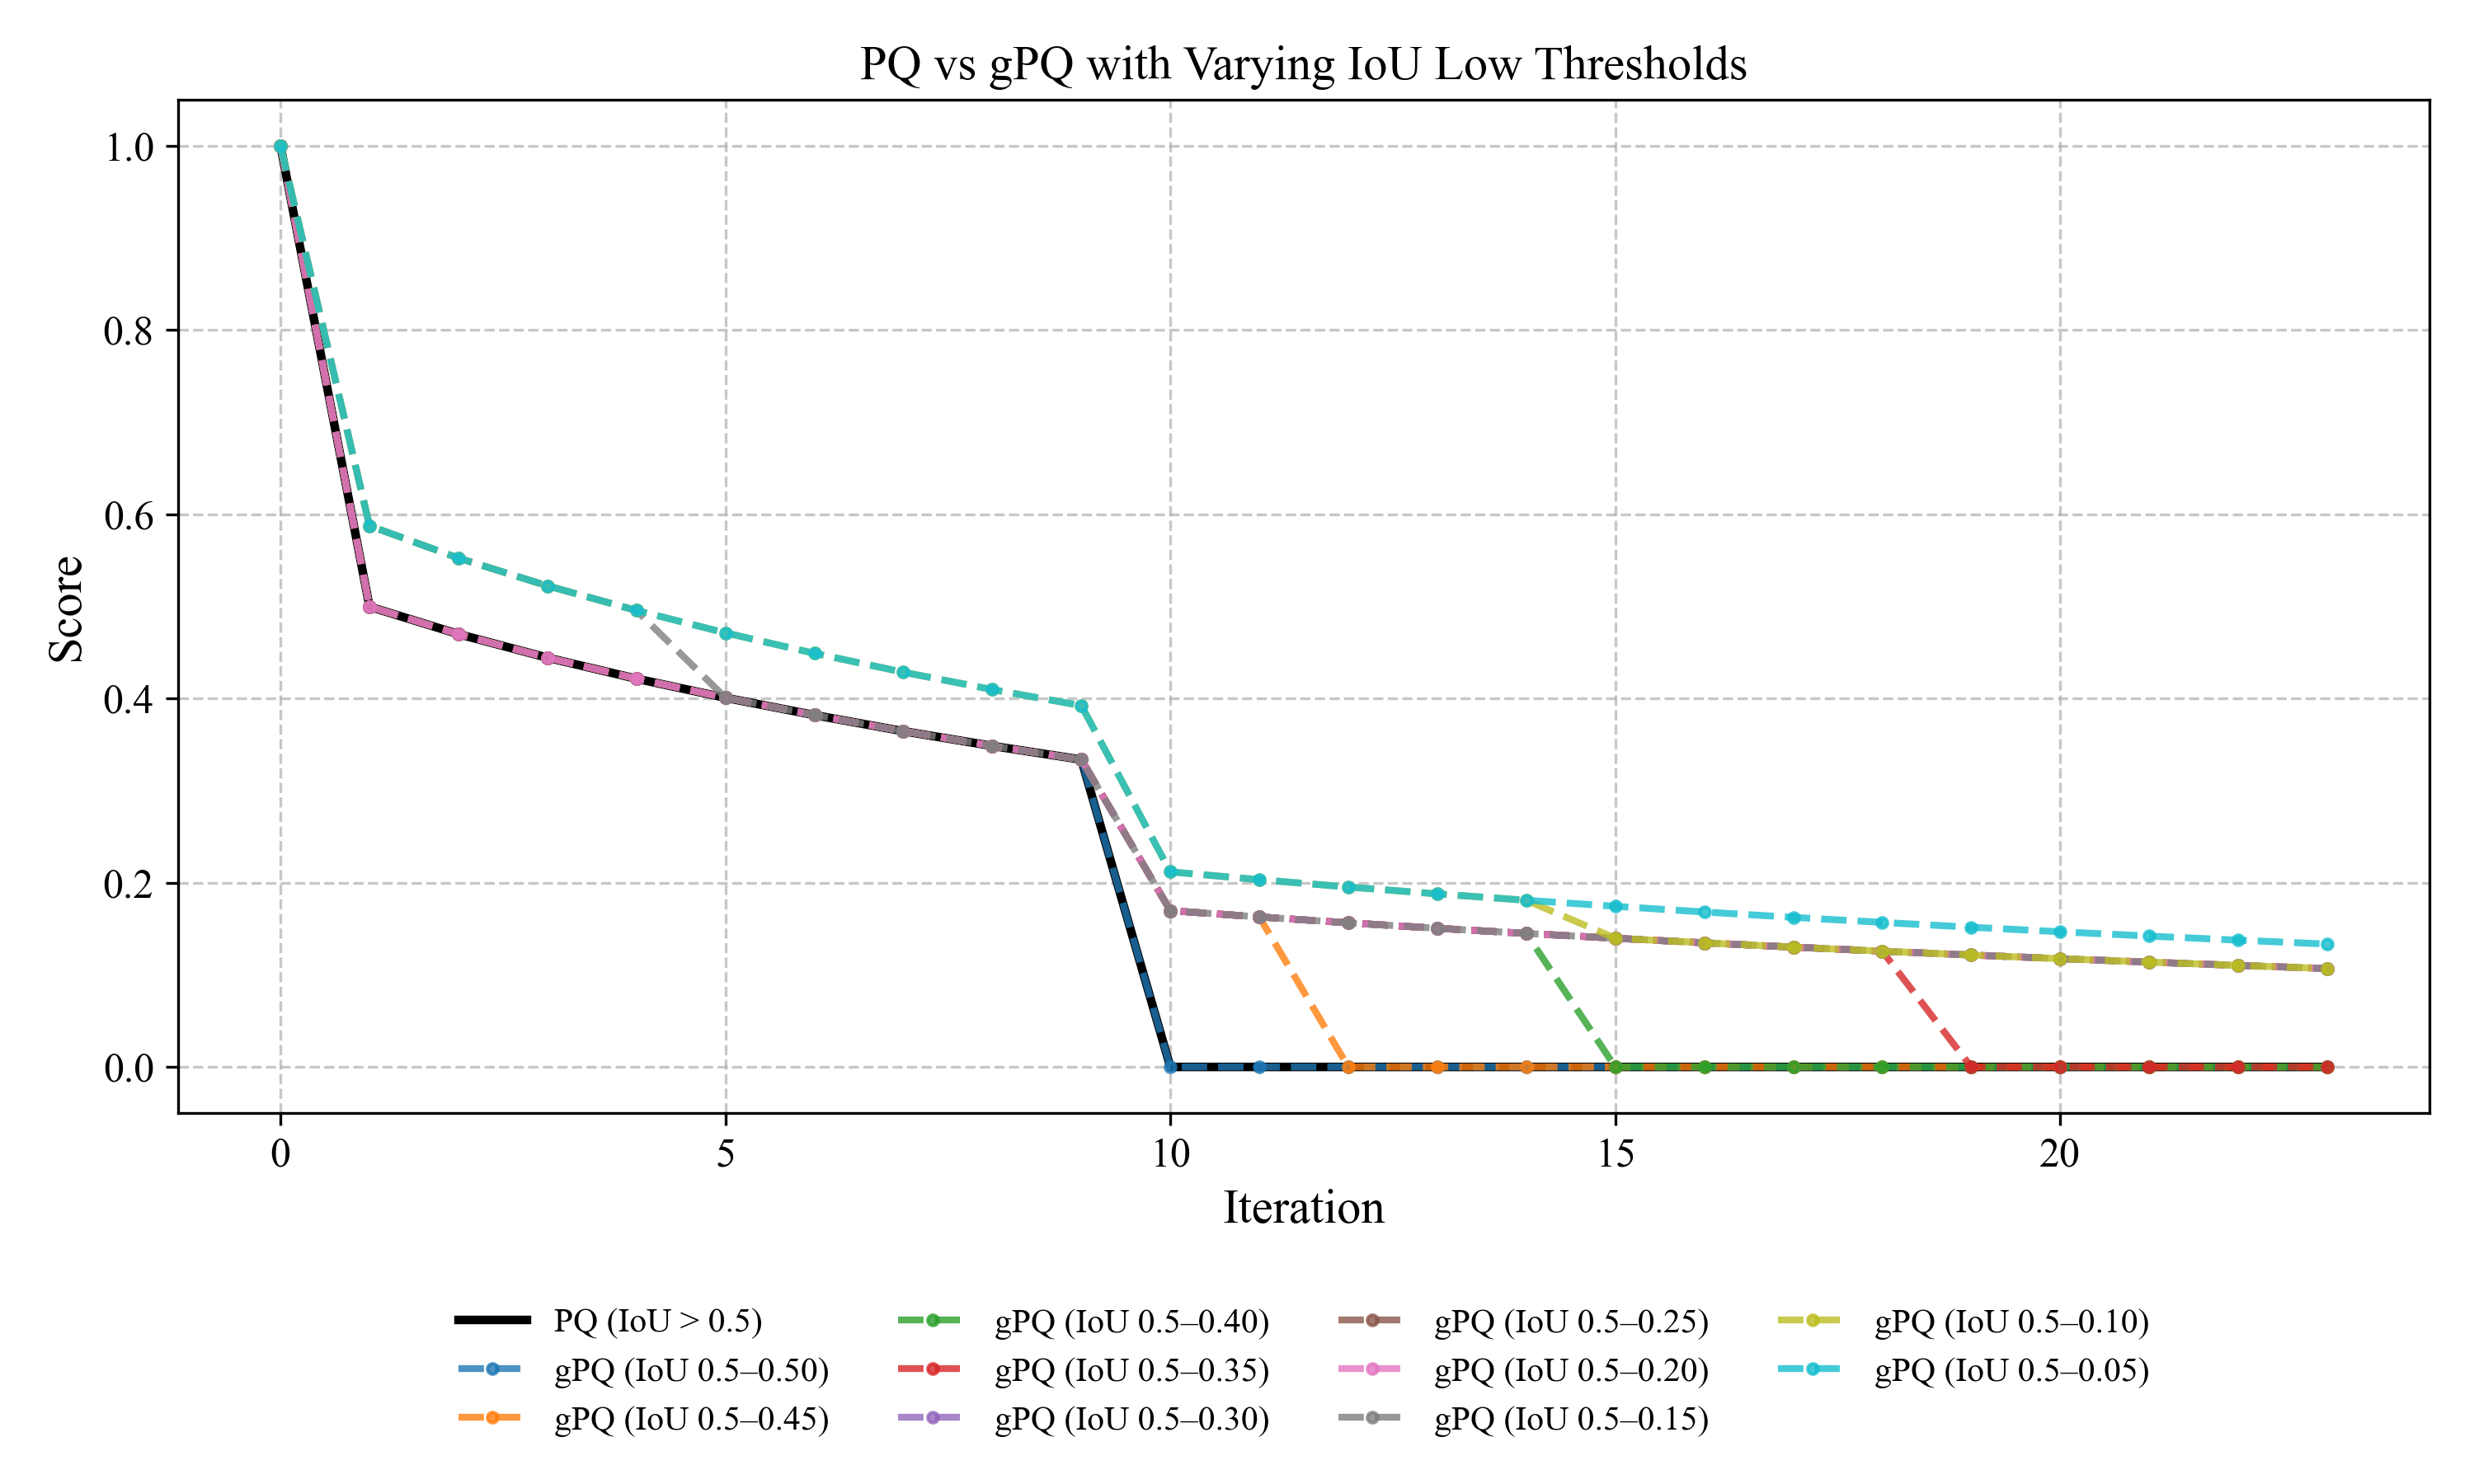 PQ vs gPQ with Varying IoU Low Thresholds
1.0
0.8
0.6
0.4
0.2
0.0
Score
0 5 10 15 20
Iteration
PQ (IoU > 0.5)
gPQ (IoU 0.5–0.50)
gPQ (IoU 0.5–0.45)
gPQ (IoU 0.5–0.40)
gPQ (IoU 0.5–0.35)
gPQ (IoU 0.5–0.30)
gPQ (IoU 0.5–0.25)
gPQ (IoU 0.5–0.20)
gPQ (IoU 0.5–0.15)
gPQ (IoU 0.5–0.10)
gPQ (IoU 0.5–0.05)